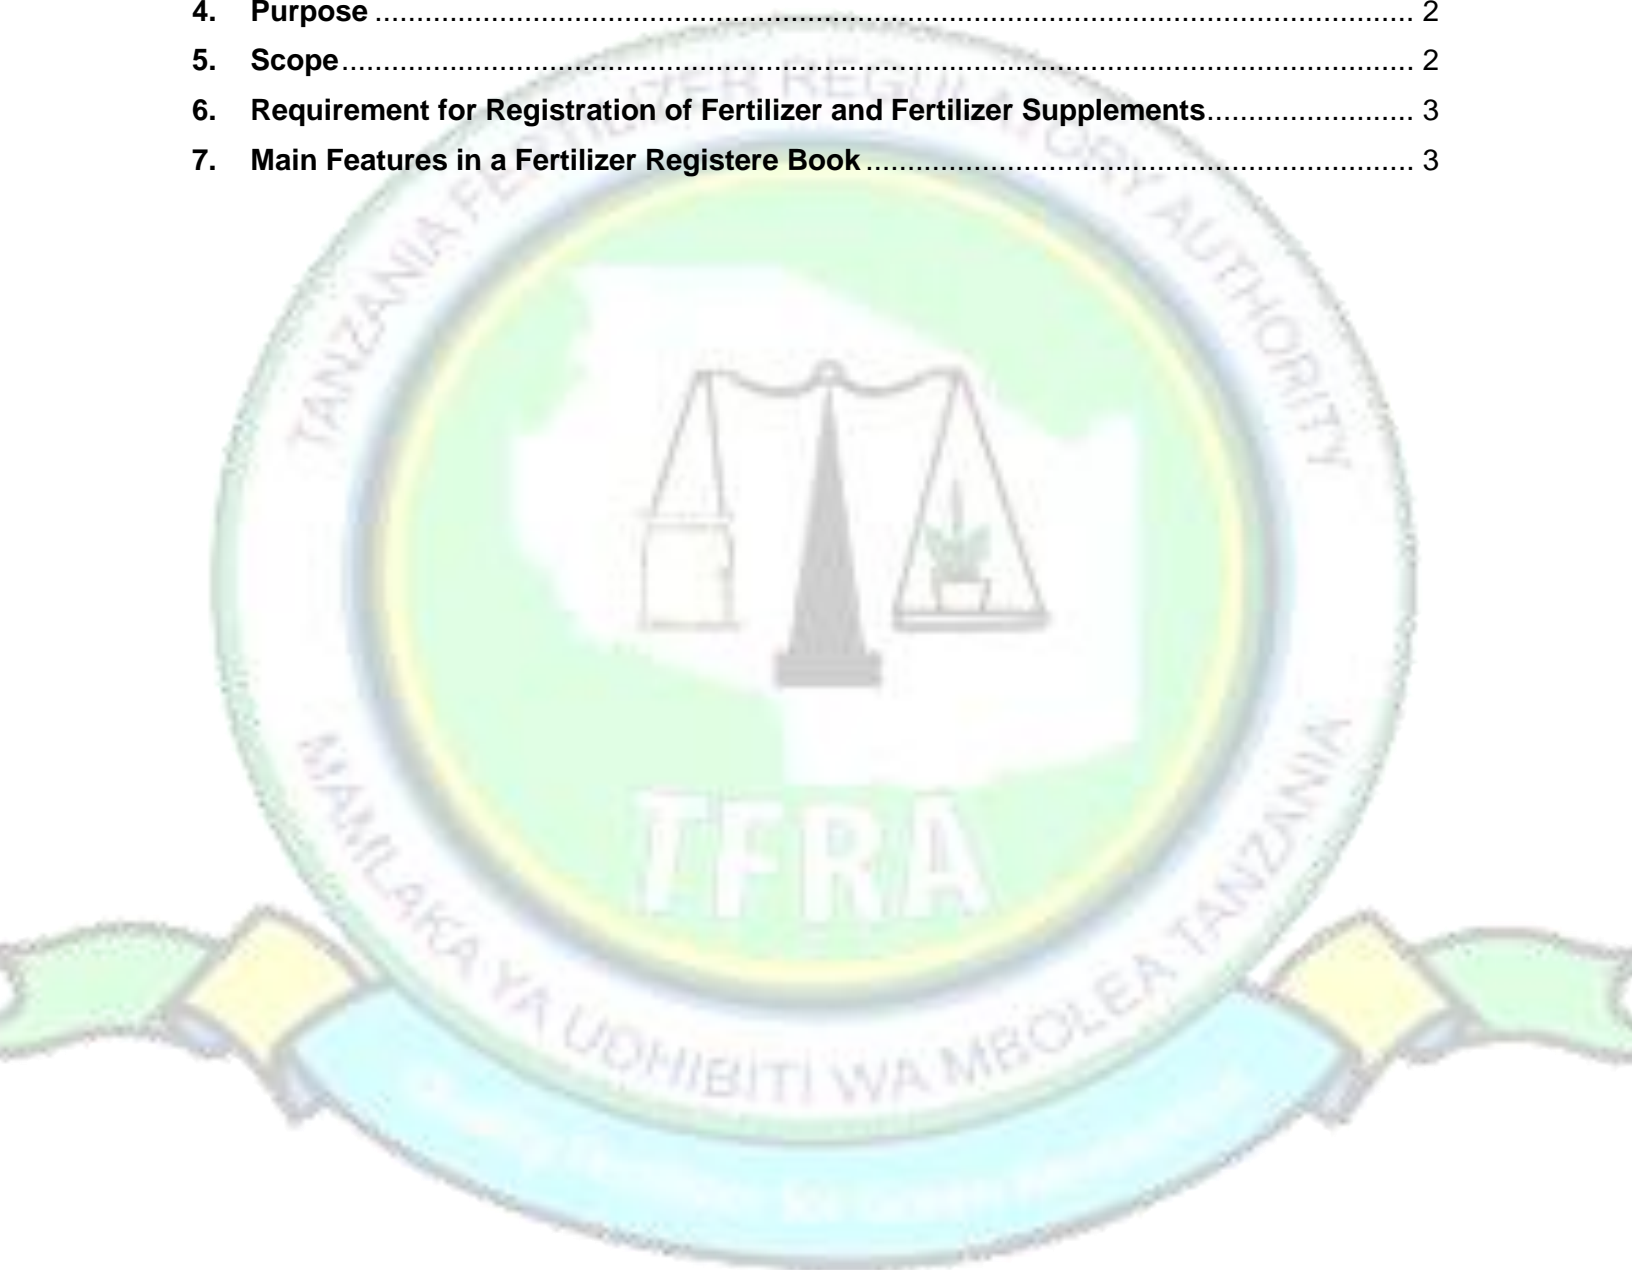 4. Purpose ........................................................................ 2
5. Scope ........................................................................ 2
6. Requirement for Registration of Fertilizer and Fertilizer Supplements ......................... 3
7. Main Features in a Fertilizer Registere Book ................................................ 3
TANZANIA FERTILIZER REGULATORY AUTHORITY
TFRA
MAMLAKA YA UDHIBITI WA MBOLEA TANZANIA